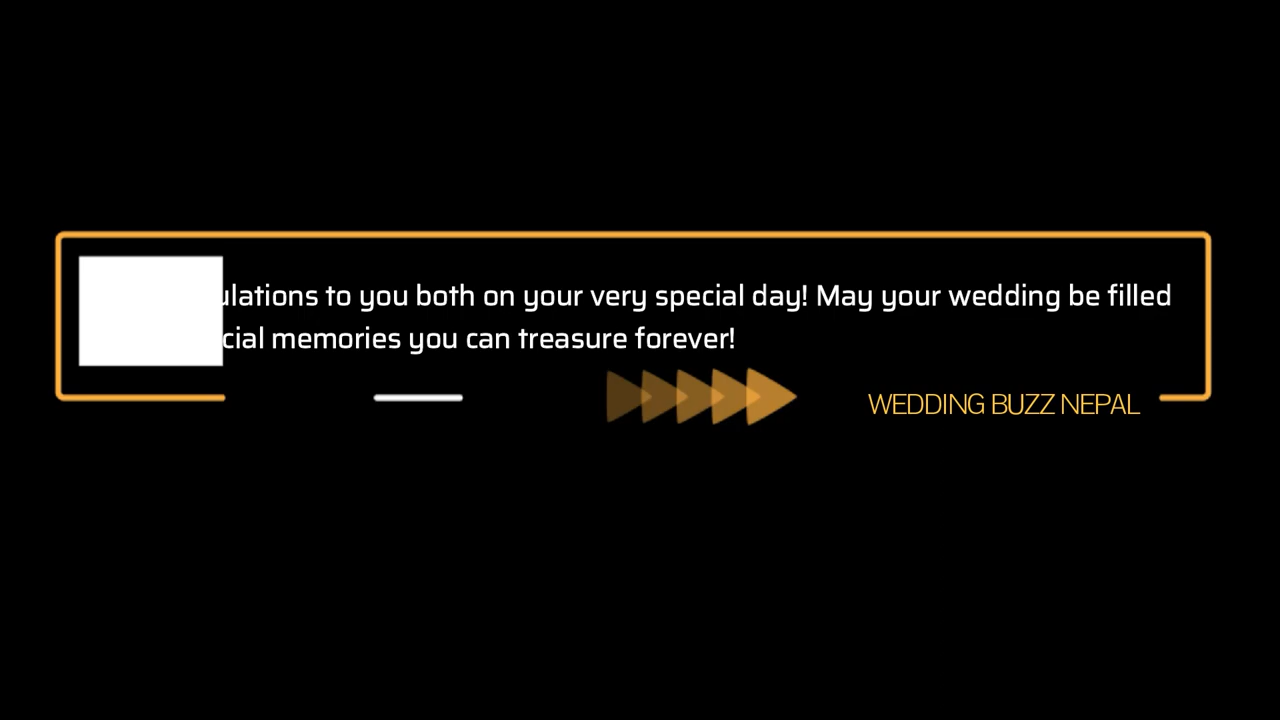 ulations to you both on your very special day! May your wedding be filled
cial memories you can treasure forever!
WEDDING BUZZ NEPAL